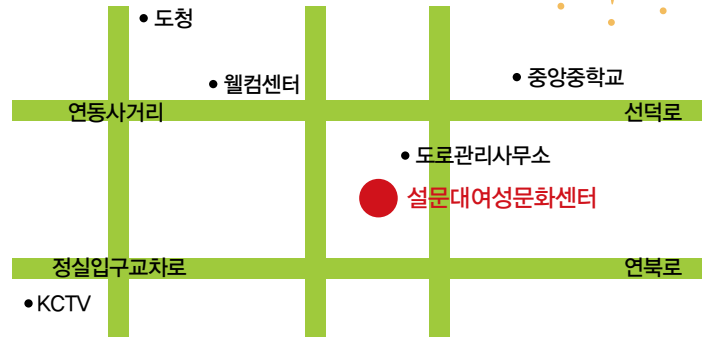 도청
웰컴센터
중앙중학교
연동사거리
선덕로
도로관리사무소
설문대여성문화센터
정실입구교차로
연북로
KCTV